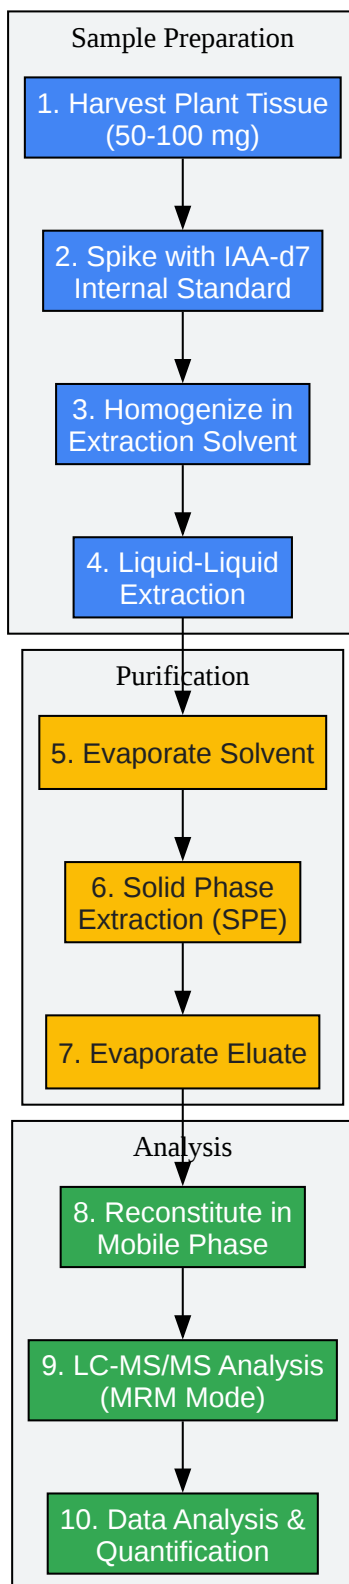 Sample Preparation
1. Harvest Plant Tissue
(50-100 mg)
2. Spike with IAA-d7
Internal Standard
3. Homogenize in
Extraction Solvent
4. Liquid-Liquid
Extraction
Purification
5. Evaporate Solvent
6. Solid Phase
Extraction (SPE)
7. Evaporate Eluate
Analysis
8. Reconstitute in
Mobile Phase
9. LC-MS/MS Analysis
(MRM Mode)
10. Data Analysis &
Quantification